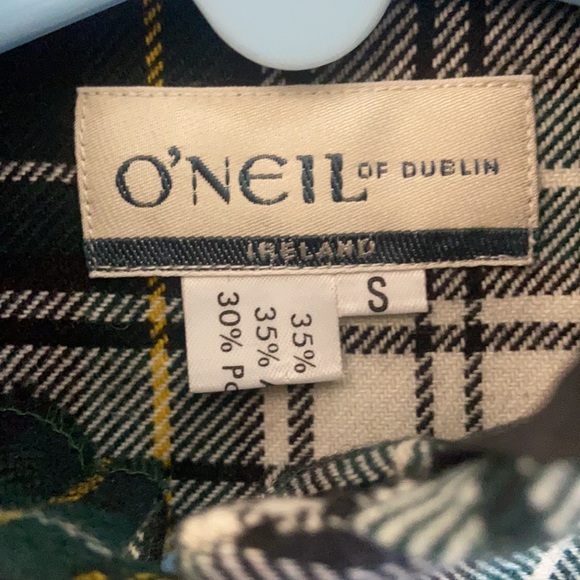 O'NEIL OF DUBLIN
IRELAND
S
35%
35%
30%